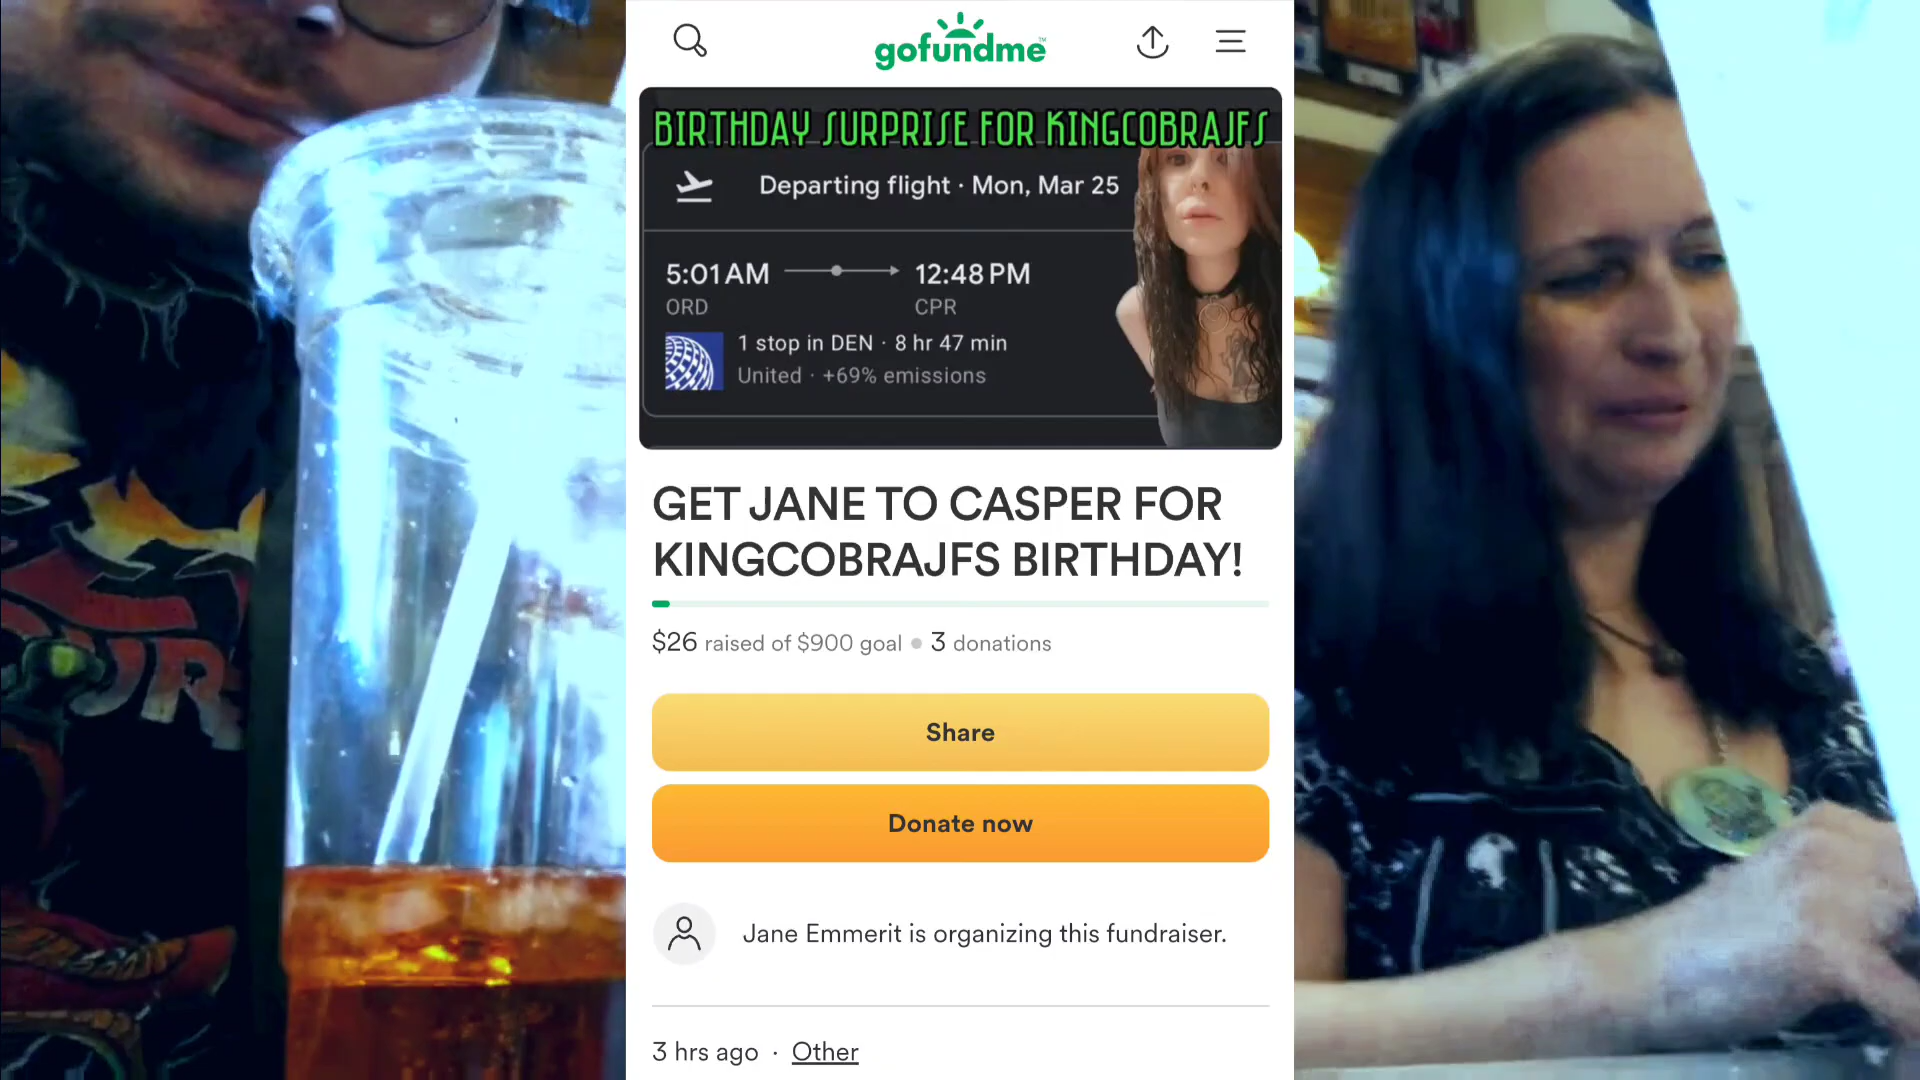 gofundme™
BIRTHDAY SURPRISE FOR KINGCOBRAJFS
Departing flight · Mon, Mar 25
5:01 AM 12:48 PM
ORD CPR
1 stop in DEN · 8 hr 47 min
United · +69% emissions
GET JANE TO CASPER FOR
KINGCOBRAJFS BIRTHDAY!
$26 raised of $900 goal • 3 donations
Share
Donate now
Jane Emmerit is organizing this fundraiser.
3 hrs ago · Other